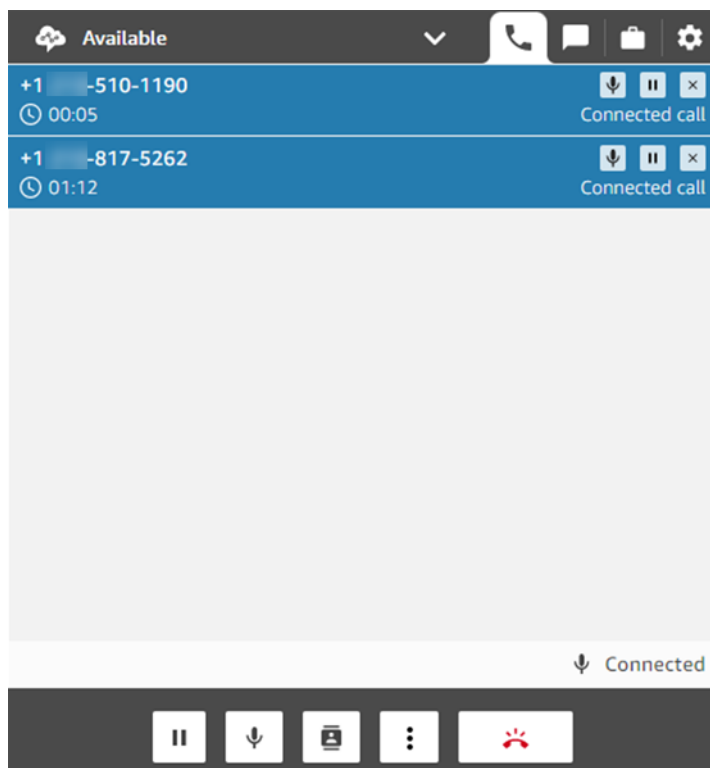 Available
+1 -510-1190
00:05
Connected call
+1 -817-5262
01:12
Connected call
Connected